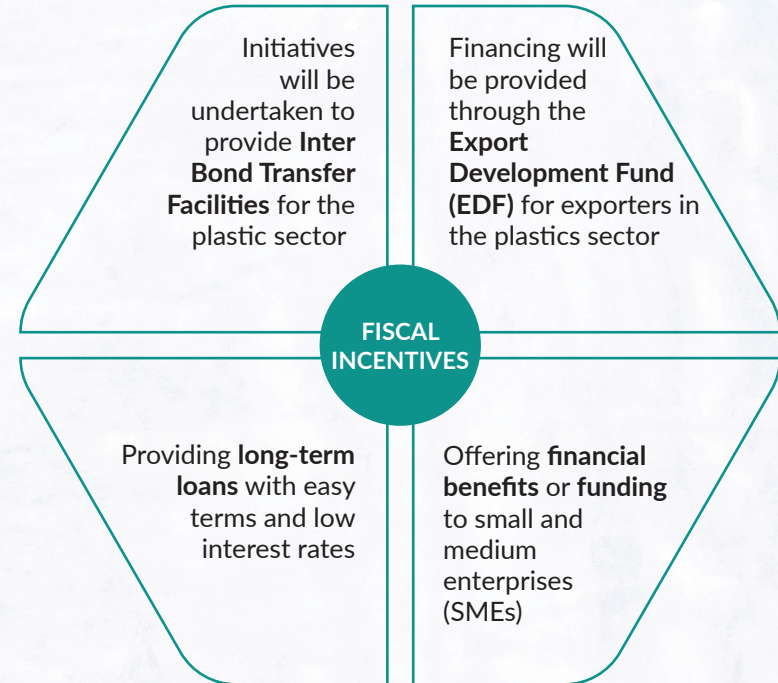 Initiatives
will be
undertaken to
provide Inter
Bond Transfer
Facilities for the
plastic sector
Financing will
be provided
through the
Export
Development Fund
(EDF) for exporters in
the plastics sector
FISCAL
INCENTIVES
Providing long-term
loans with easy
terms and low
interest rates
Offering financial
benefits or funding
to small and
medium
enterprises
(SMEs)